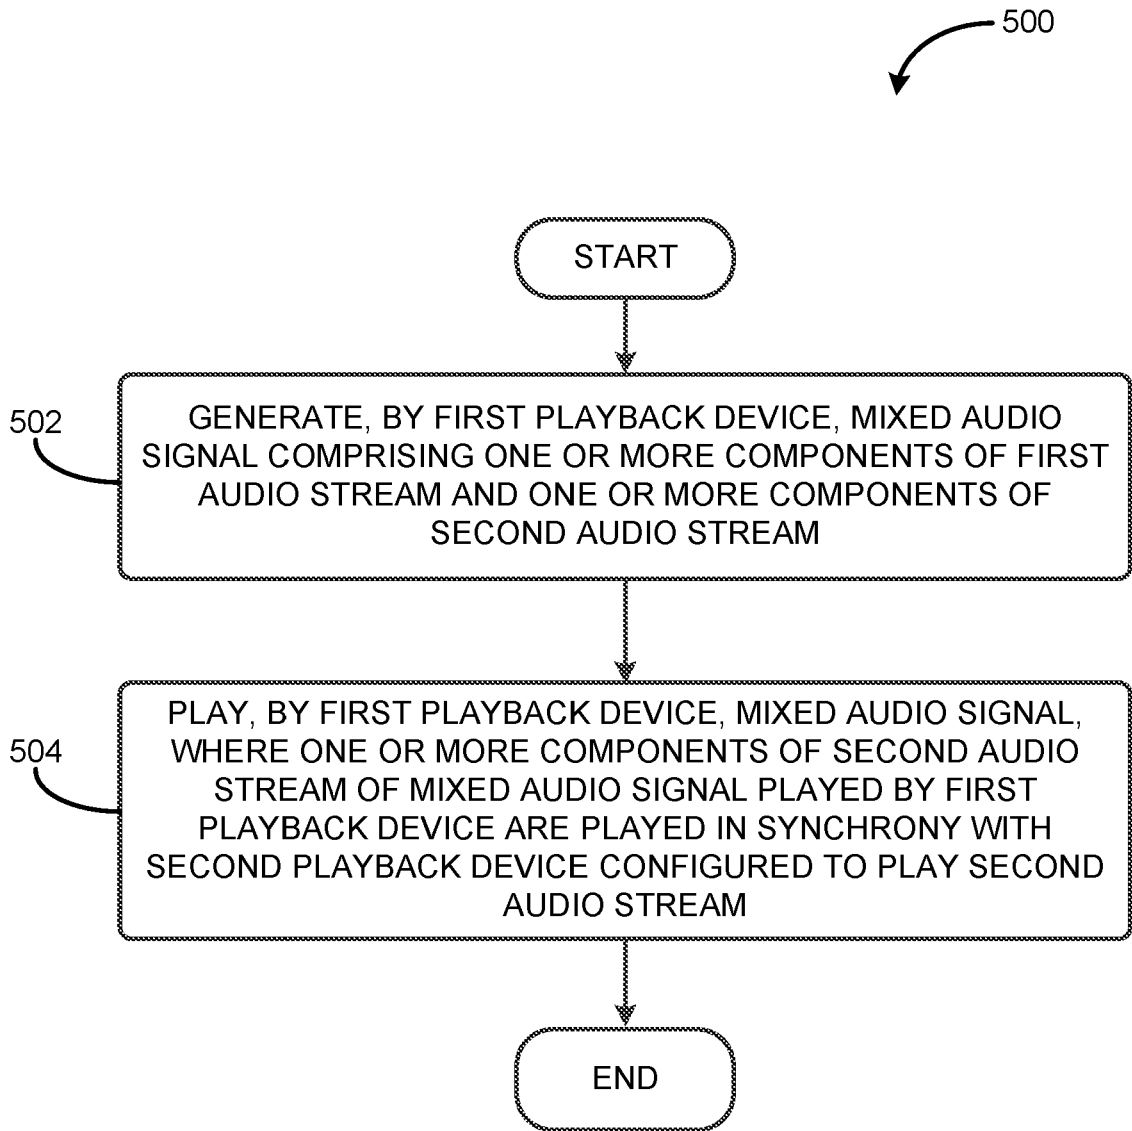 500
START
502
GENERATE, BY FIRST PLAYBACK DEVICE, MIXED AUDIO
SIGNAL COMPRISING ONE OR MORE COMPONENTS OF FIRST
AUDIO STREAM AND ONE OR MORE COMPONENTS OF
SECOND AUDIO STREAM
504
PLAY, BY FIRST PLAYBACK DEVICE, MIXED AUDIO SIGNAL,
WHERE ONE OR MORE COMPONENTS OF SECOND AUDIO
STREAM OF MIXED AUDIO SIGNAL PLAYED BY FIRST
PLAYBACK DEVICE ARE PLAYED IN SYNCHRONY WITH
SECOND PLAYBACK DEVICE CONFIGURED TO PLAY SECOND
AUDIO STREAM
END